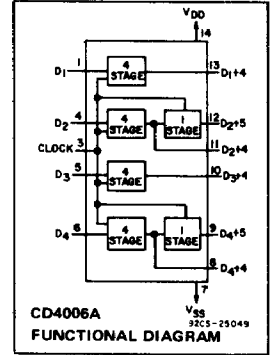 VDD
14
1
D1
4
STAGE
13
D1+4
D2
4
4
STAGE
1
STAGE
12
D2+5
11
D2+4
CLOCK
3
5
D3
4
STAGE
10
D3+4
D4
6
4
STAGE
1
STAGE
9
D4+5
8
D4+4
7
VSS
92CS-25049
CD4006A
FUNCTIONAL DIAGRAM